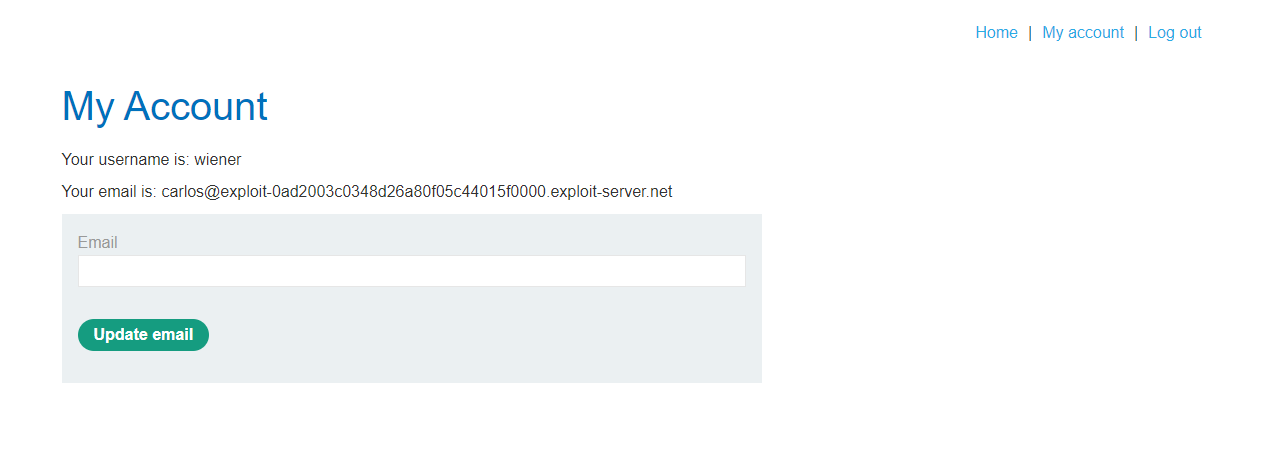 Home | My account | Log out
My Account
Your username is: wiener
Your email is: carlos@exploit-0ad2003c0348d26a80f05c44015f0000.exploit-server.net
Email
Update email